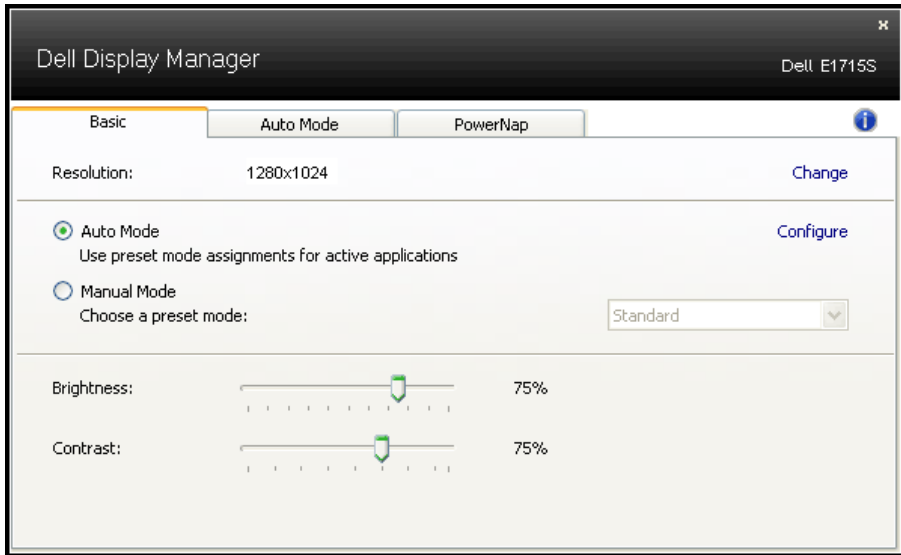 Dell Display Manager
Dell E1715S
Basic Auto Mode PowerNap
Resolution: 1280x1024 Change
Auto Mode Configure
Use preset mode assignments for active applications
Manual Mode
Choose a preset mode: Standard
Brightness: 75%
Contrast: 75%